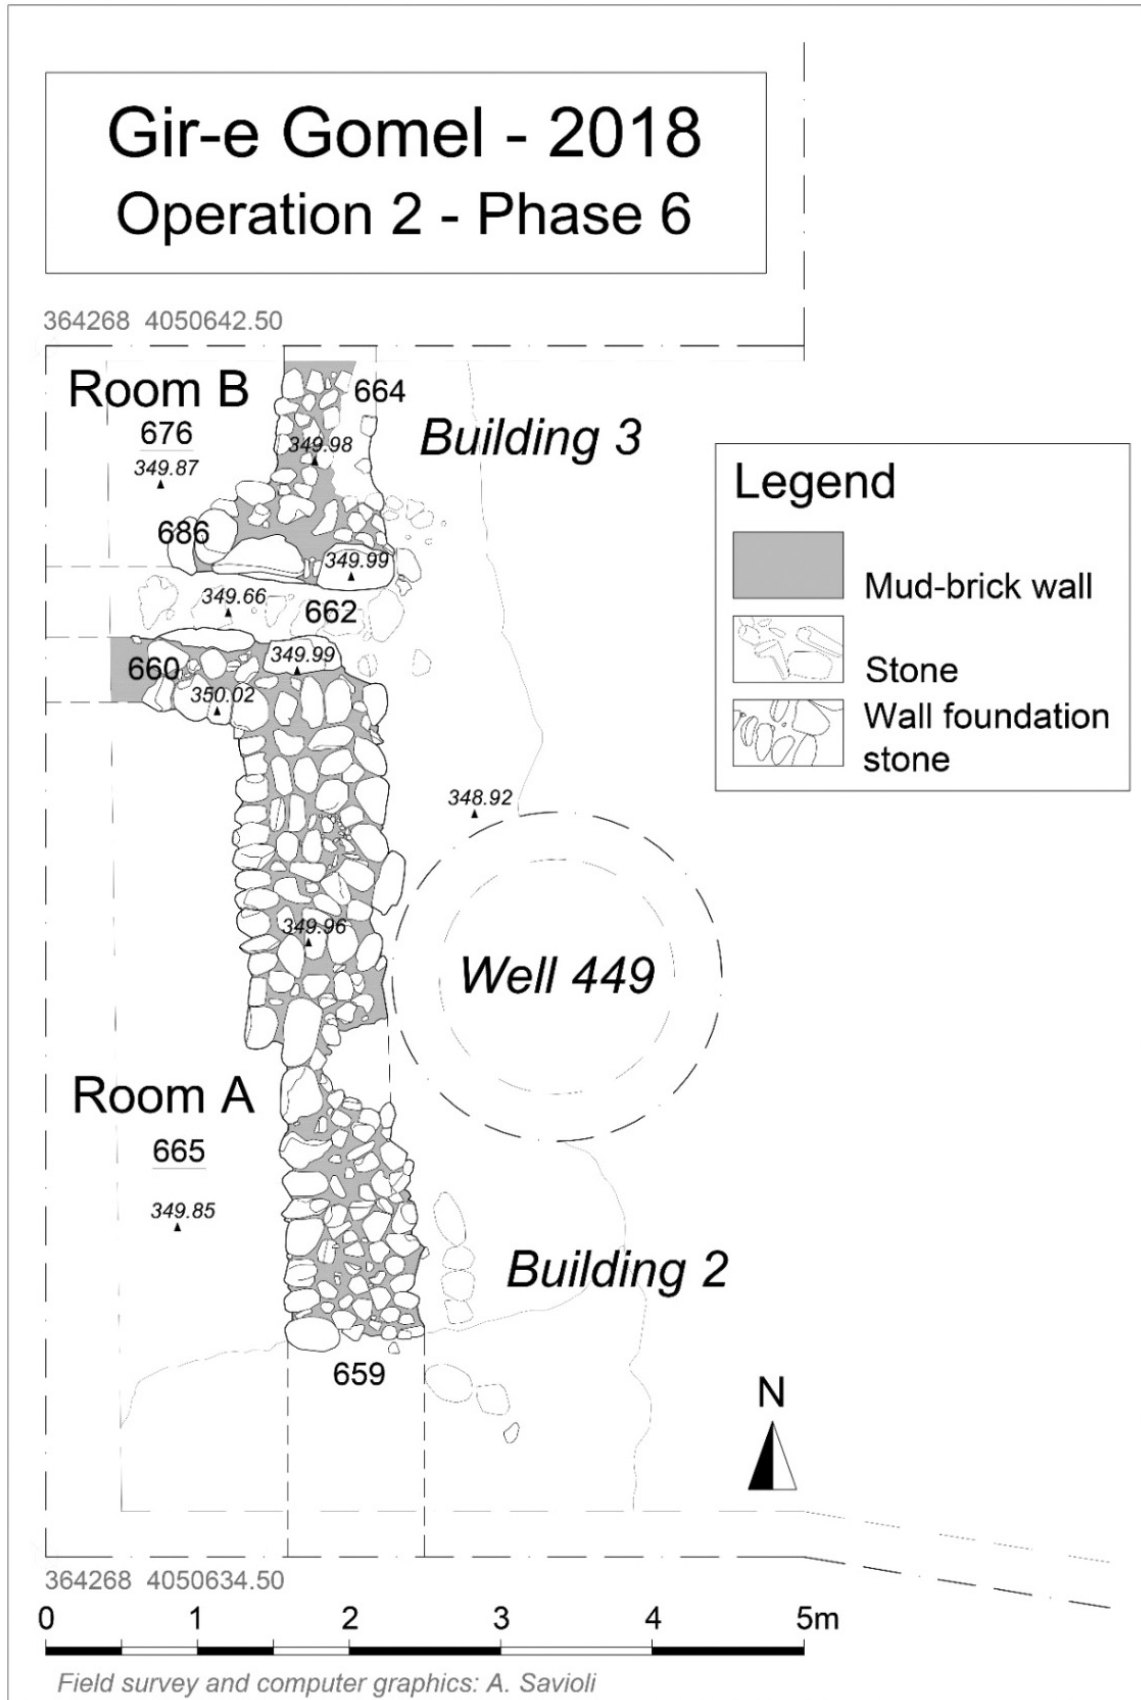 Gir-e Gomel - 2018
Operation 2 - Phase 6
364268 4050642.50
Room B
676
349.87
664
349.98
Building 3
686
349.99
349.66
662
660
349.99
350.02
Legend
Mud-brick wall
Stone
Wall foundation
stone
348.92
349.96
Well 449
Room A
665
349.85
Building 2
659
N
364268 4050634.50
0 1 2 3 4 5m
Field survey and computer graphics: A. Savioli